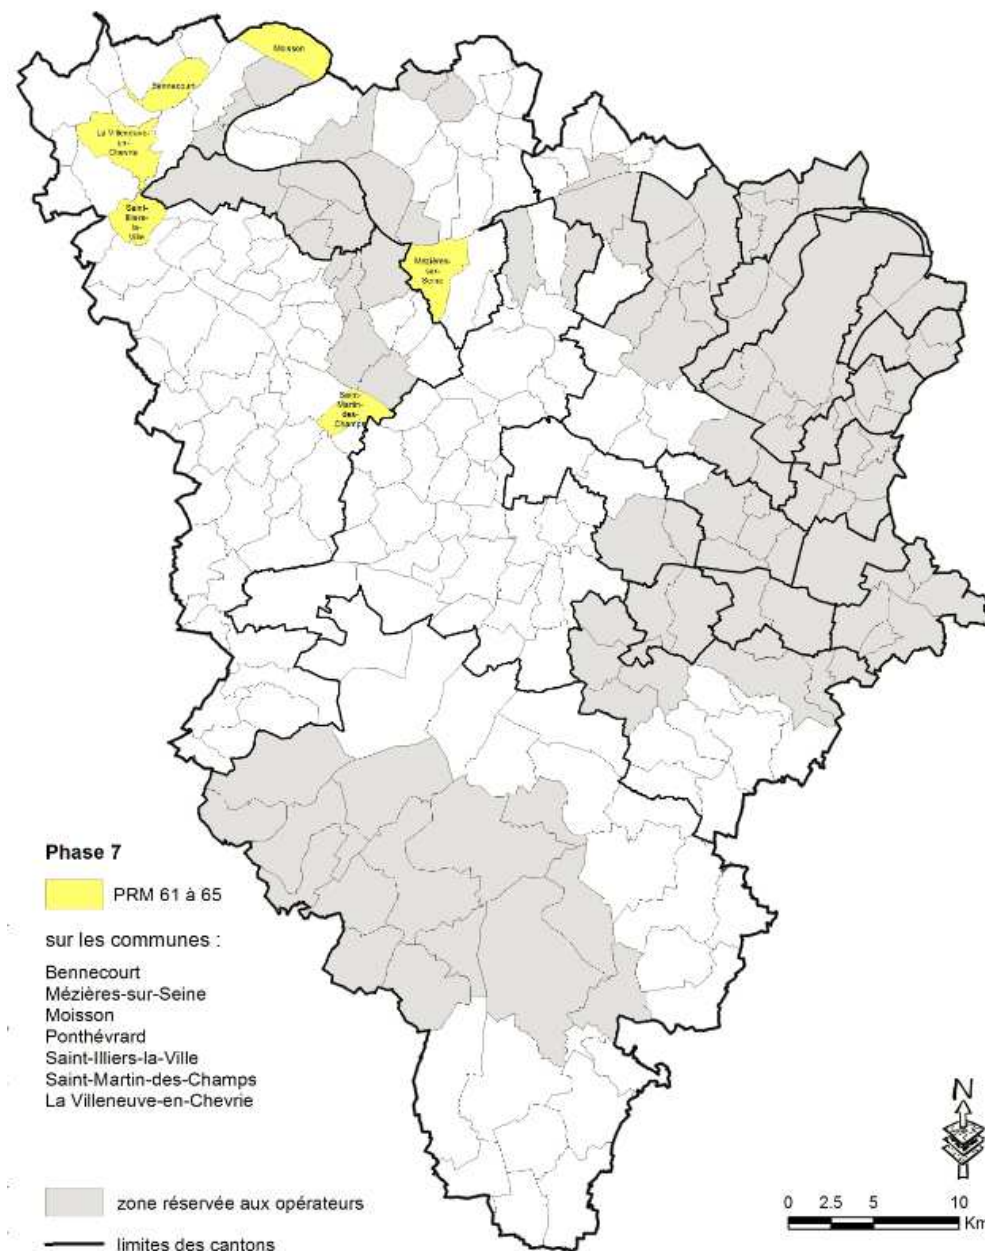 Moisson
Bennecourt
La Villeneuve-
en-
Chevrie
Saint-
Illiers-
la-
Ville
Mézières-
sur-
Seine
Saint-
Martin-
des-
Champs
Phase 7
PRM 61 à 65
sur les communes :
Bennecourt
Mézières-sur-Seine
Moisson
Ponthévrard
Saint-Illiers-la-Ville
Saint-Martin-des-Champs
La Villeneuve-en-Chevrie
zone réservée aux opérateurs
limites des cantons
N
0 2.5 5 10
Km